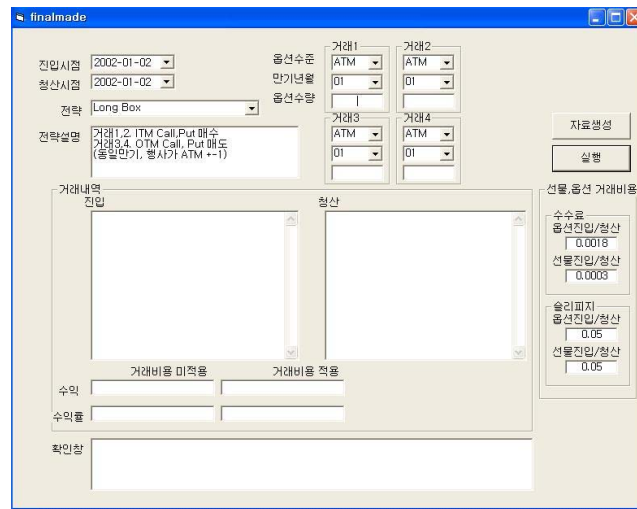 finalmade
거래1
거래2
진입시점 2002-01-02
옵션수준 ATM ATM
청산시점 2002-01-02
만기년월 01 01
옵션수량
전략 Long Box
거래3
거래4
ATM ATM
01 01
전략설명
거래1,2. ITM Call,Put 매수
거래3,4. OTM Call, Put 매도
(동일만기, 행사가 ATM +-1)
자료생성
실행
거래내역
진입
청산
선물,옵션 거래비용
수수료
옵션진입/청산
0.0018
선물진입/청산
0.0003
슬리피지
옵션진입/청산
0.05
선물진입/청산
0.05
거래비용 미적용
거래비용 적용
수익
수익률
확인창